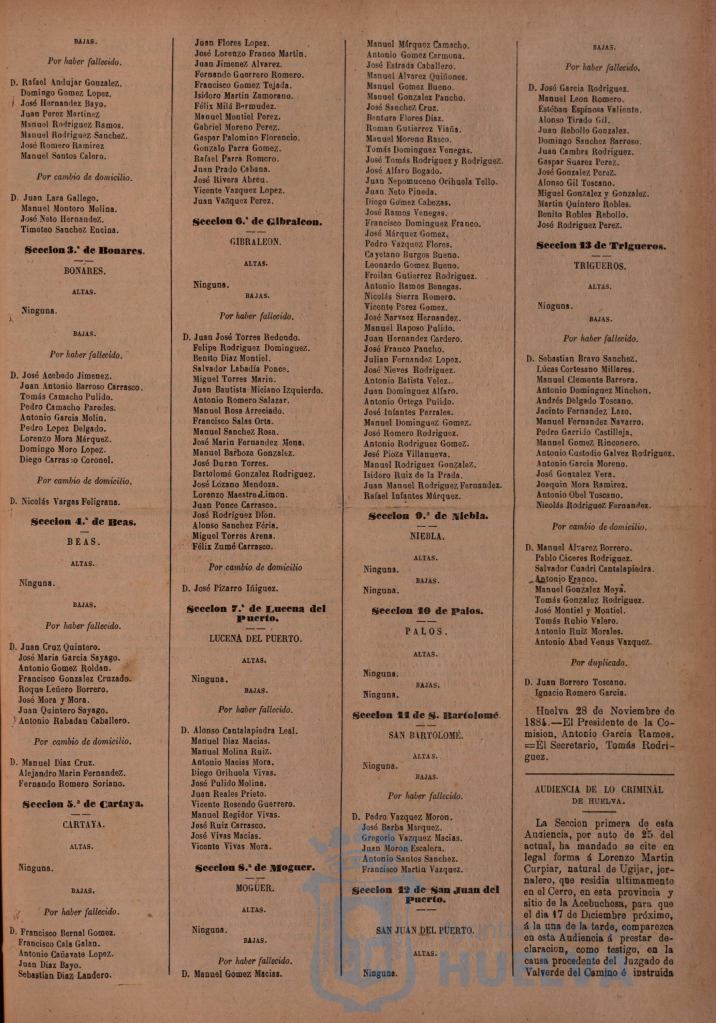 BAJAS.
Por haber fallecido.
D. Rafael Andujar Gonzalez.
Domingo Gomez Lopez.
José Hernandez Bayo.
Juan Perez Martinez
Manuel Rodriguez Ramos.
Manuel Rodriguez Sanchez.
José Romero Ramirez
Manuel Santos Calero.
Por cambio de domicilio.
D. Juan Lara Gallego.
Manuel Montero Molina.
José Neto Hernandez.
Timoteo Sanchez Encina.
Seccion 3.ª de Bonares.
BONARES.
ALTAS.
Ninguna.
BAJAS.
Por haber fallecido.
D. José Acebedo Jimenez.
Juan Antonio Barroso Carrasco.
Tomás Camacho Pulido.
Pedro Camacho Paredes.
Antonio Garcia Molin.
Pedro Lopez Delgado.
Lorenzo Mora Márquez.
Domingo Moro Lopez.
Diego Carrasco Coronel.
Por cambio de domicilio.
D. Nicolás Vargas Feligrana.
Seccion 4.ª de Beas.
BEAS.
ALTAS.
Ninguna.
BAJAS.
Por haber fallecido.
D. Juan Cruz Quintero.
José Maria Garcia Sayago.
Antonio Gomez Roldan.
Francisco Gonzalez Cruzado.
Roque Leñero Borrero.
José Mora y Mora.
Juan Quintero Sayago.
Antonio Rabadan Caballero.
Por cambio de domicilio.
D. Manuel Diaz Cruz.
Alejandro Marin Fernandez.
Fernando Romero Soriano.
Seccion 5.ª de Cartaya.
CARTAYA.
ALTAS.
Ninguna.
BAJAS.
Por haber fallecido.
D. Francisco Bernal Gomez.
Francisco Cala Galan.
Antonio Cañavate Lopez.
Juan Diaz Bayo.
Sebastian Diaz Landero.
Juan Flores Lopez.
José Lorenzo Franco Martin.
Juan Jimenez Alvarez.
Fernando Guerrero Romero.
Francisco Gomez Tejada.
Isidoro Martin Zamorano.
Félix Milá Bermudez.
Manuel Montiel Perez.
Gabriel Moreno Perez.
Gaspar Palomino Florencio.
Gonzalo Parra Gomez.
Rafael Parra Romero.
Juan Prado Cabana.
José Rivera Abreu.
Vicente Vazquez Lopez.
Juan Vazquez Perez.
Seccion 6.ª de Gibraleon.
GIBRALEON.
ALTAS.
Ninguna.
BAJAS.
Por haber fallecido.
D. Juan José Torres Redondo.
Felipe Rodriguez Dominguez.
Benito Diaz Montiel.
Salvador Labadía Ponce.
Miguel Torres Marin.
Juan Bautista Miciano Izquierdo.
Antonio Romero Salazar.
Manuel Rosa Arreciado.
Francisco Salas Orta.
Manuel Sanchez Rosa.
José Marin Fernandez Mena.
Manuel Barboza Gonzalez.
José Duran Torres.
Bartolomé Gonzalez Rodriguez.
José Lózano Mendoza.
Lorenzo Maestre Limon.
Juan Ponce Carrasco.
José Rodriguez Dion.
Alonso Sanchez Féria.
Miguel Torres Arena.
Félix Zumé Carrasco.
Por cambio de domicilio
D. José Pizarro Iñiguez.
Seccion 7.ª de Lucena del
Puerto.
LUCENA DEL PUERTO.
ALTAS.
Ninguna.
BAJAS.
Por haber fallecido.
D. Alonso Cantalapiedra Leal.
Manuel Diaz Macias.
Manuel Molina Ruiz.
Antonio Macias Mora.
Diego Orihuela Vivas.
José Pulido Molina.
Juan Reales Prieto.
Vicente Rosendo Guerrero.
Manuel Regidor Vivas.
José Ruiz Carrasco.
José Vivas Macias.
Vicente Vivas Mora.
Seccion 8.ª de Moguer.
MOGUER.
ALTAS.
Ninguna.
BAJAS.
Por haber fallecido.
D. Manuel Gomez Macias.
Manuel Márquez Camacho.
Antonio Gomez Carmona.
José Estrada Caballero.
Manuel Alvarez Quiñones.
Manuel Gomez Bueno.
Manuel Gonzalez Pancho.
José Sanchez Cruz.
Bentura Flores Diaz.
Roman Gutierrez Viaña.
Manuel Moreno Rasco.
Tomás Dominguez Venegas.
José Tomás Rodriguez y Rodriguez.
José Alfaro Bogado.
Juan Nepomuceno Orihuela Tello.
Juan Neto Pineda.
Diego Gómez Cabezas.
José Ramos Venegas.
Francisco Dominguez Franco.
José Márquez Gomez.
Pedro Vazquez Flores.
Cayetano Burgos Bueno.
Leonardo Gomez Bueno.
Froilan Gutierrez Rodriguez.
Antonio Ramos Benegas.
Nicolás Sierra Romero.
Vicente Perez Gomez.
José Narvaez Hernandez.
Manuel Raposo Pulido.
Juan Hernandez Cardero.
José Franco Pancho.
Julian Fernandez Lopez.
José Nieves Rodriguez.
Antonio Batista Velez.
Juan Dominguez Alfaro.
Antonio Ortega Pulido.
José Infantes Parrales.
Manuel Dominguez Gomez.
José Romero Rodriguez.
Antonio Rodriguez Gomez.
José Pioza Villanueva.
Manuel Rodriguez Gonzalez.
Isidoro Ruiz de la Prada.
Juan Manuel Rodriguez Fernandez.
Rafael Infantes Márquez.
Seccion 9.ª de Niebla.
NIEBLA.
ALTAS.
Ninguna.
BAJAS.
Ninguna.
Seccion 10 de Palos.
PALOS.
ALTAS.
Ninguna.
BAJAS.
Ninguna.
Seccion 11 de S. Bartolomé.
SAN BARTOLOMÉ.
ALTAS.
Ninguna.
BAJAS.
Por haber fallecido.
D. Pedro Vazquez Moron.
José Barba Marquez.
Gregorio Vazquez Macias.
Juan Moron Escalera.
Antonio Santos Sanchez.
Francisco Martin Vazquez.
Seccion 12 de San Juan del
Puerto.
SAN JUAN DEL PUERTO.
ALTAS.
Ninguna.
BAJAS.
Por haber fallecido.
D. José Garcia Rodriguez.
Manuel Leon Romero.
Estéban Espinosa Valiente.
Alonso Tirado Gil.
Juan Rebollo Gonzalez.
Domingo Sanchez Barroso.
Juan Cambra Rodriguez.
Gaspar Suarez Perez.
José Gonzalez Perez.
Alonso Gil Toscano.
Miguel Gonzalez y Gonzalez.
Martin Quintero Robles.
Benito Robles Rebollo.
José Rodriguez Perez.
Seccion 13 de Trigueros.
TRIGUEROS.
ALTAS.
Ninguna.
BAJAS.
Por haber fallecido.
D. Sebastian Bravo Sanchez.
Lúcas Cortesano Millares.
Manuel Clemente Barrera.
Antonio Dominguez Minchon.
Andrés Delgado Toscano.
Jacinto Fernandez Lazo.
Manuel Fernandez Navarro.
Pedro Garrido Castilleja.
Manuel Gomez Rinconero.
Antonio Custodio Galvez Rodriguez.
Antonio Garcia Moreno.
José Gonzalez Vera.
Joaquin Mora Ramirez.
Antonio Obel Toscano.
Nicolás Rodriguez Fernandez.
Por cambio de domicilio.
D. Manuel Álvarez Borrero.
Pablo Cáceres Rodriguez.
Salvador Cuadri Cantalapiedra.
Antonio Franco.
Manuel Gonzalez Moya.
Tomás Gonzalez Rodriguez.
José Montiel y Montiel.
Tomás Rubio Valero.
Antonio Ruiz Morales.
Antonio Abad Venus Vazquez.
Por duplicado.
D. Juan Borrero Toscano.
Ignacio Romero Garcia.
Huelva 28 de Noviembre de
1884.—El Presidente de la Co-
mision, Antonio Garcia Ramos.
=El Secretario, Tomás Rodri-
guez.
AUDIENCIA DE LO CRIMINAL
DE HUELVA.
La Seccion primera de esta
Audiencia, por auto de 25 del
actual, ha mandado se cite en
legal forma á Lorenzo Martin
Curpiar, natural de Ugijar, jor-
nalero, que residia ultimamente
en el Cerro, en esta provincia y
sitio de la Acebuchosa, para que
el dia 17 de Diciembre próximo,
á la una de la tarde, comparezca
en esta Audiencia á prestar de-
claracion, como testigo, en la
causa procedente del Juzgado de
Valverde del Camino é instruida
HUELVA